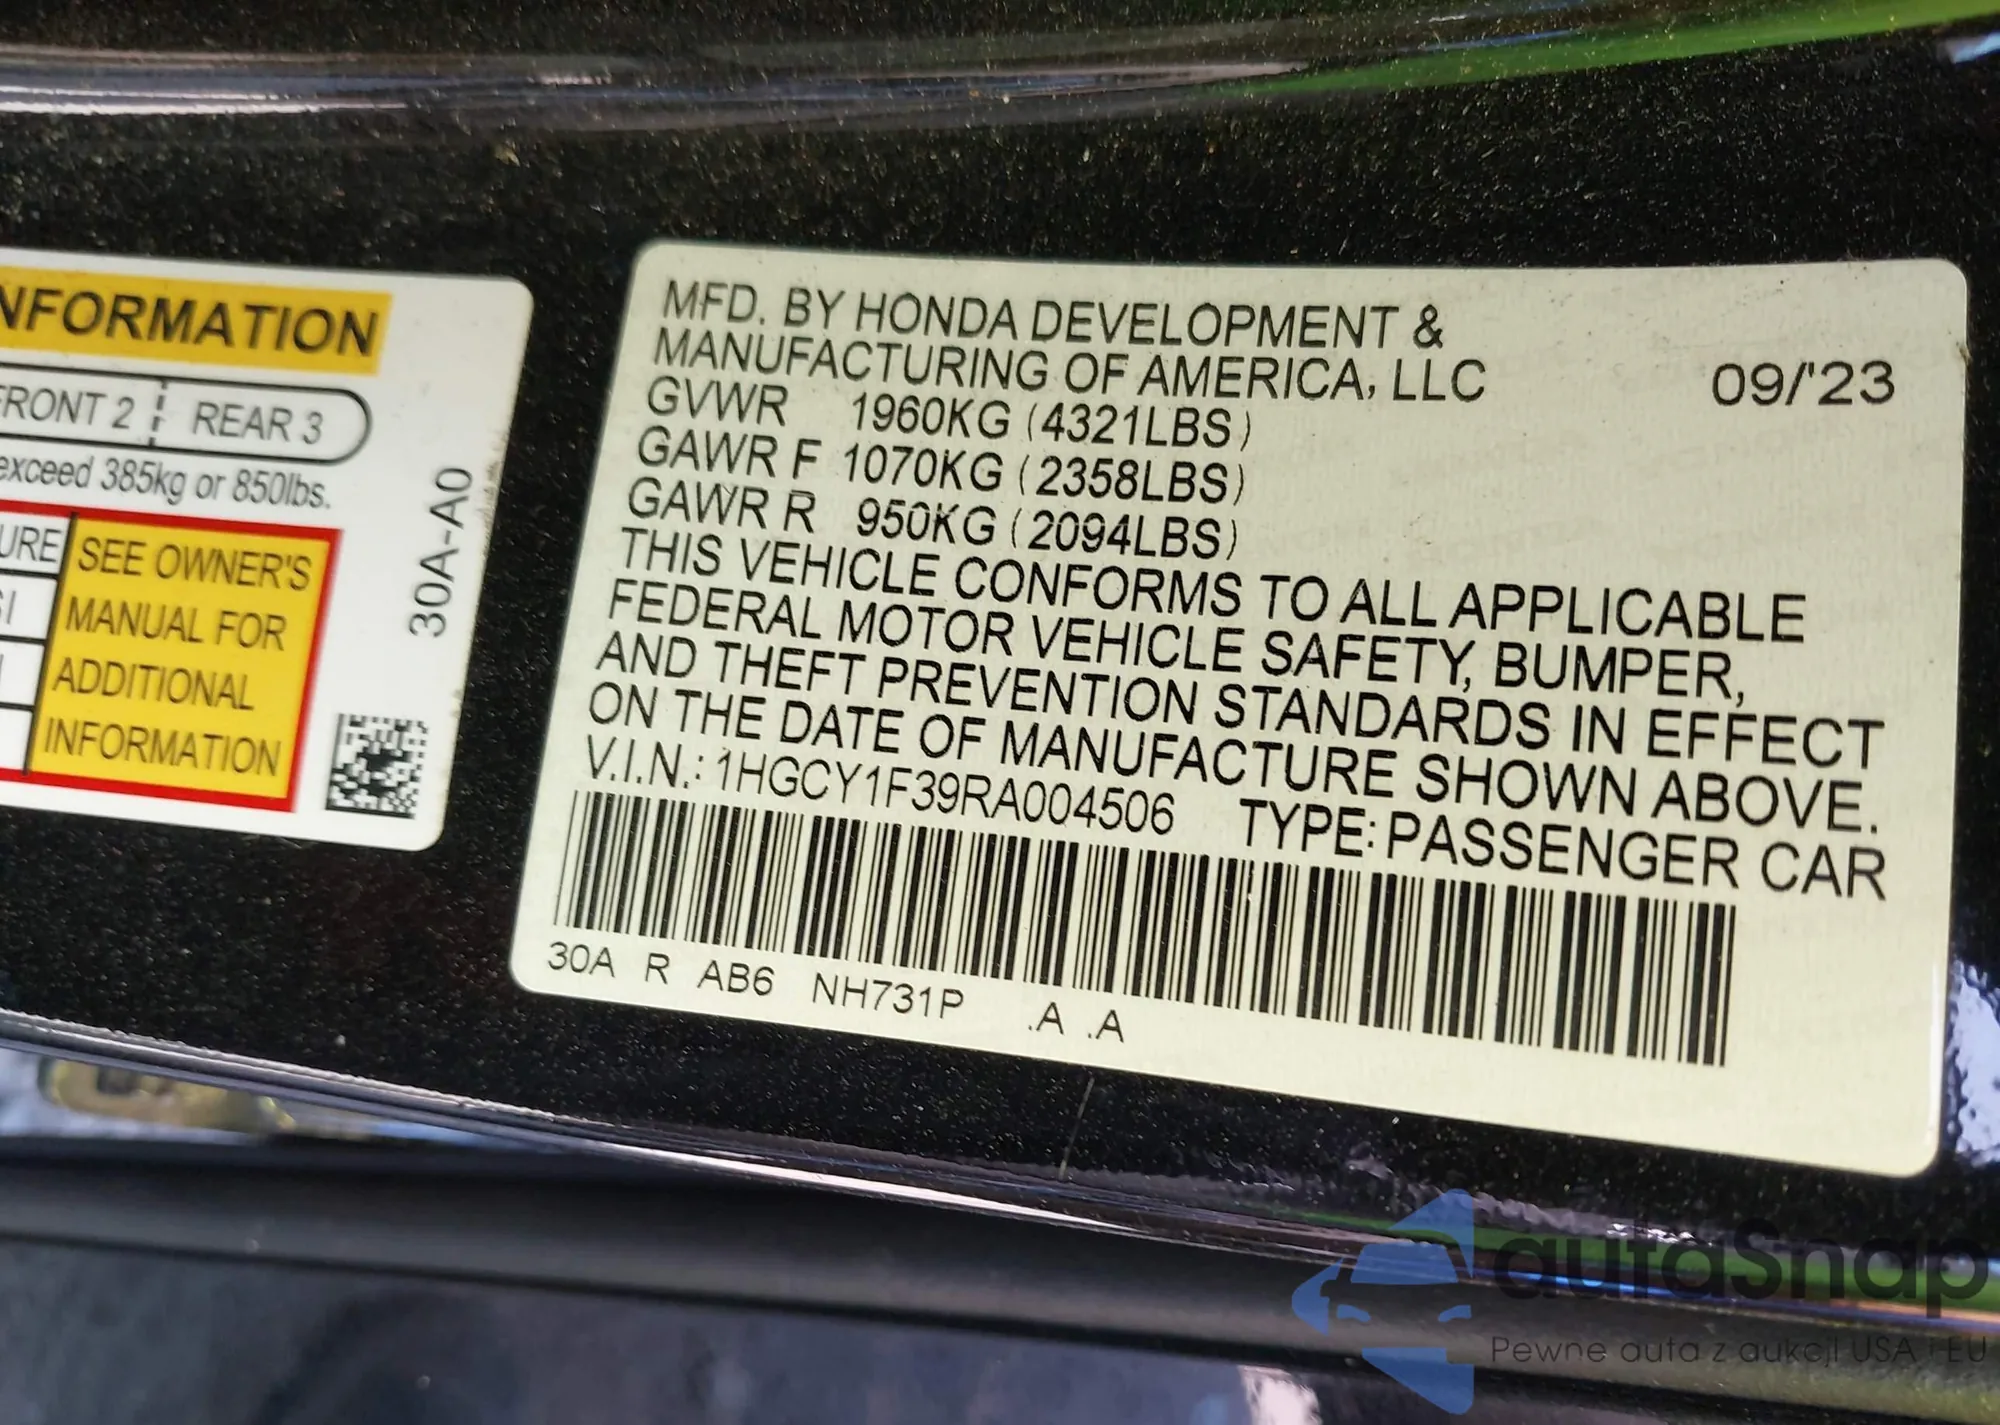 NFORMATION
FRONT 2 REAR 3
exceed 385kg or 850lbs.
URE
SEE OWNER'S
MANUAL FOR
ADDITIONAL
INFORMATION
30A-A0
MFD. BY HONDA DEVELOPMENT &
MANUFACTURING OF AMERICA, LLC 09/'23
GVWR 1960KG (4321LBS)
GAWR F 1070KG (2358LBS)
GAWR R 950KG (2094LBS)
THIS VEHICLE CONFORMS TO ALL APPLICABLE
FEDERAL MOTOR VEHICLE SAFETY, BUMPER,
AND THEFT PREVENTION STANDARDS IN EFFECT
ON THE DATE OF MANUFACTURE SHOWN ABOVE.
V.I.N.: 1HGCY1F39RA004506 TYPE: PASSENGER CAR
30A R AB6 NH731P .A .A
autaSnap
Pewne auta z aukcji USA i EU